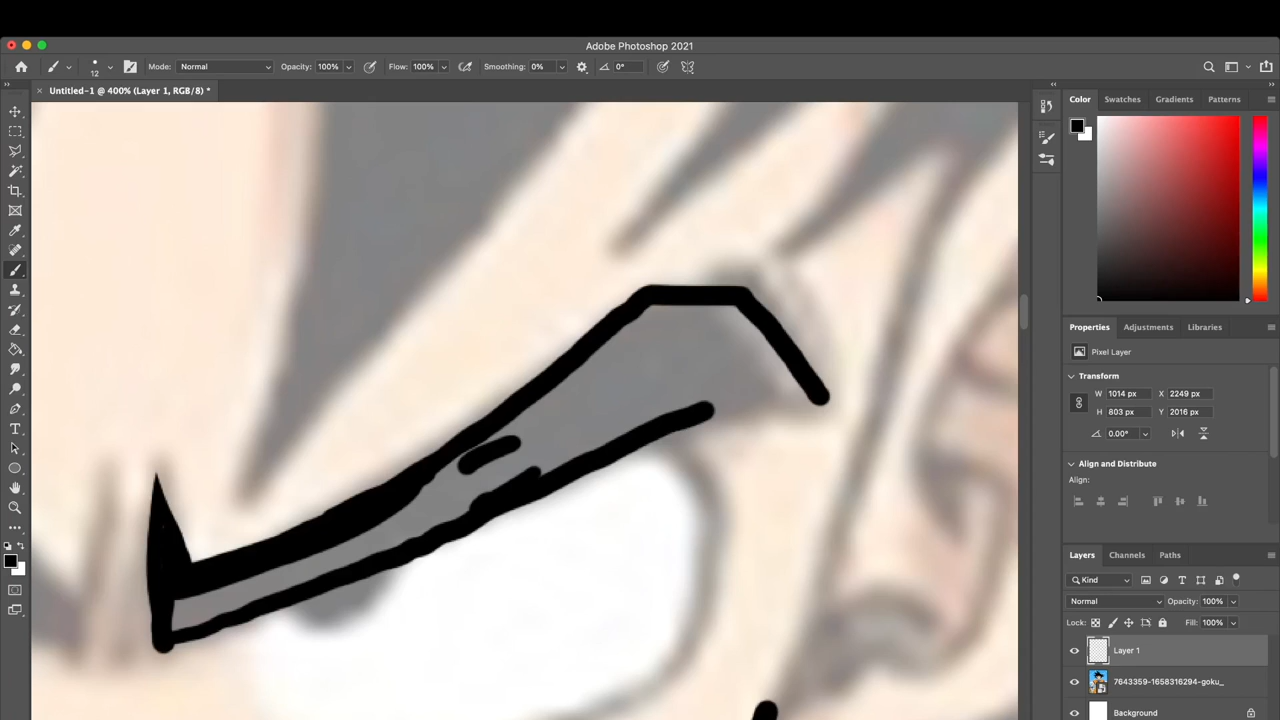 Adobe Photoshop 2021
12 Mode: Normal Opacity: 100% Flow: 100% Smoothing: 0% 0°
× Untitled-1 @ 400% (Layer 1, RGB/8) *
Color Swatches Gradients Patterns
Properties Adjustments Libraries
Pixel Layer
Transform
W 1014 px X 2249 px
H 803 px Y 2016 px
0.00°
Align and Distribute
Align:
Layers Channels Paths
Kind
Normal Opacity: 100%
Lock: Fill: 100%
Layer 1
7643359-1658316294-goku_
Background